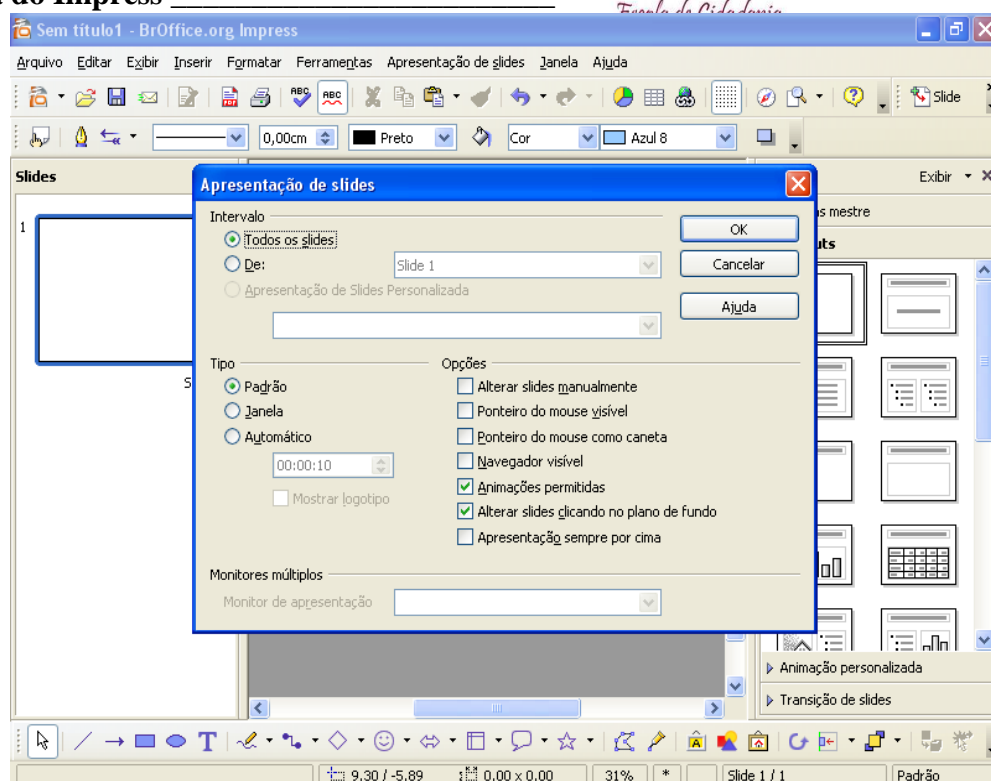 do Impress
Escola de Cidadania
Sem título1 - BrOffice.org Impress
Arquivo Editar Exibir Inserir Formatar Ferramentas Apresentação de slides Janela Ajuda
ABC ABC Slide
0,00cm Preto Cor Azul 8
Slides
Exibir
1
Apresentação de slides
s mestre
Intervalo
Todos os slides
OK
De: Slide 1
Cancelar
Apresentação de Slides Personalizada
Ajuda
Tipo
Opções
Padrão
Alterar slides manualmente
Janela
Ponteiro do mouse visível
Automático
Ponteiro do mouse como caneta
00:00:10
Navegador visível
Mostrar logotipo
Animações permitidas
Alterar slides clicando no plano de fundo
Apresentação sempre por cima
Monitores múltiplos
Monitor de apresentação
Animação personalizada
Transição de slides
9,30 / -5,89 0,00 x 0,00 31% * Slide 1 / 1 Padrão